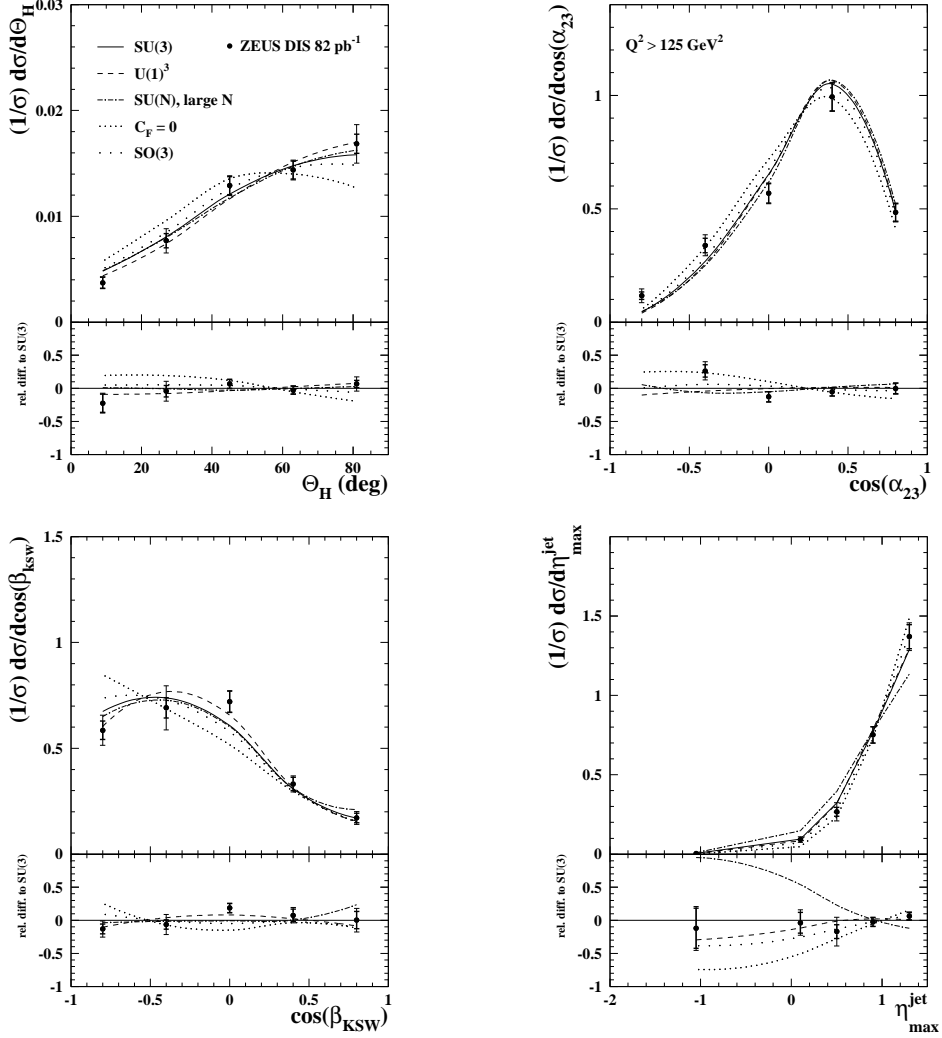 (1/σ) dσ/dΘ_H
0.03
0.02
0.01
0
SU(3)
U(1)³
SU(N), large N
C_F = 0
SO(3)
ZEUS DIS 82 pb⁻¹
rel. diff. to SU(3)
0.5
0
-0.5
-1
0 20 40 60 80
Θ_H (deg)
(1/σ) dσ/dcos(α₂₃)
Q² > 125 GeV²
1
0.5
0
rel. diff. to SU(3)
0.5
0
-0.5
-1
-1 -0.5 0 0.5 1
cos(α₂₃)
(1/σ) dσ/dcos(β_ksw)
1.5
1
0.5
0
rel. diff. to SU(3)
0.5
0
-0.5
-1
-1 -0.5 0 0.5 1
cos(β_KSW)
(1/σ) dσ/dη^jet_max
1.5
1
0.5
0
rel. diff. to SU(3)
0.5
0
-0.5
-1
-2 -1 0 1
η^jet_max